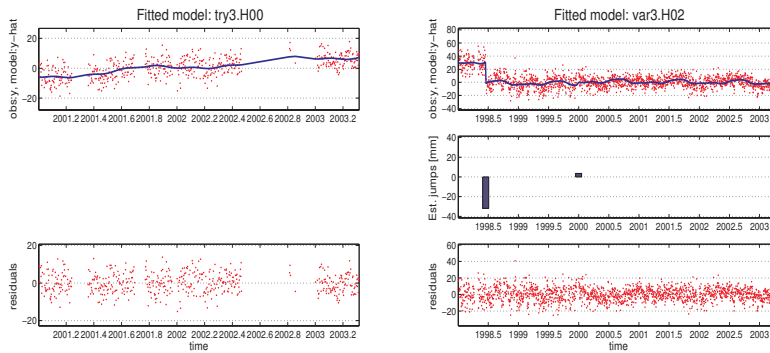 Fitted model: try3.H00
obs:y, model:y-hat
20
0
-20
2001.2 2001.4 2001.6 2001.8 2002 2002.2 2002.4 2002.6 2002.8 2003 2003.2
residuals
20
0
-20
2001.2 2001.4 2001.6 2001.8 2002 2002.2 2002.4 2002.6 2002.8 2003 2003.2
time
Fitted model: var3.H02
obs:y, model:y-hat
80
60
40
20
0
-20
-40
1998.5 1999 1999.5 2000 2000.5 2001 2001.5 2002 2002.5 2003
Est. jumps [mm]
40
20
0
-20
-40
1998.5 1999 1999.5 2000 2000.5 2001 2001.5 2002 2002.5 2003
residuals
60
40
20
0
-20
1998.5 1999 1999.5 2000 2000.5 2001 2001.5 2002 2002.5 2003
time